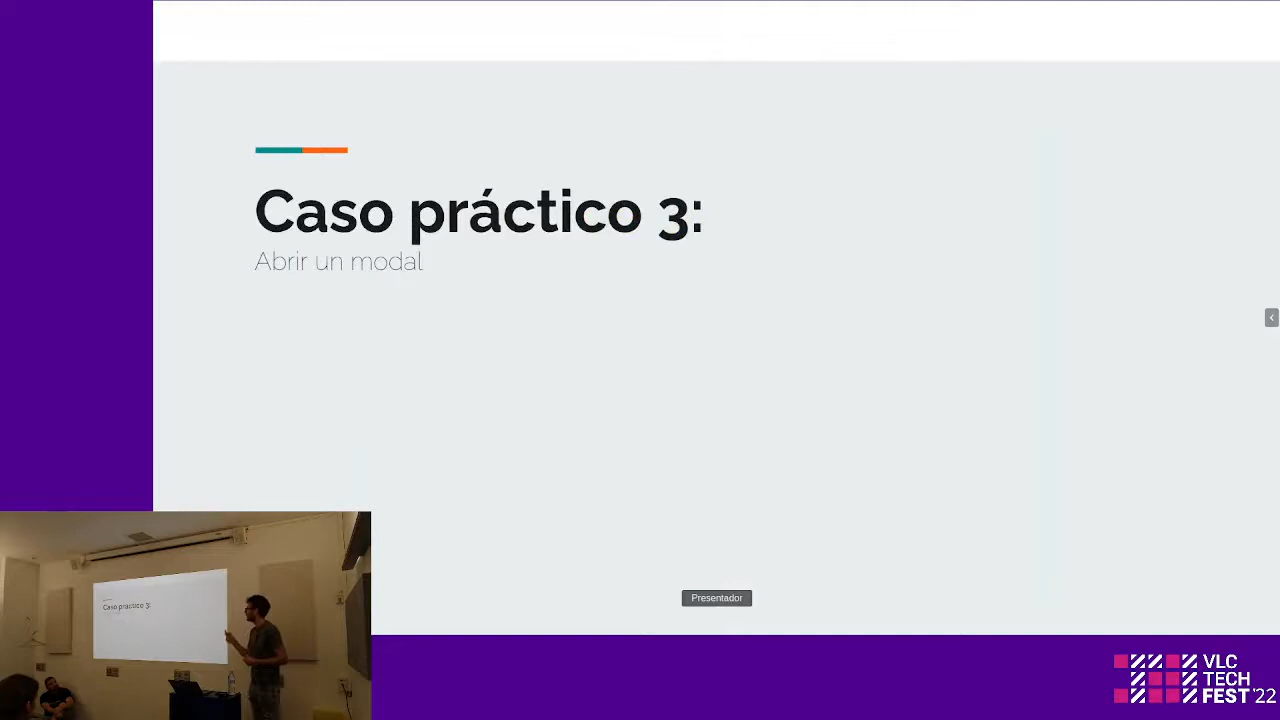 Caso práctico 3:
Abrir un modal
Presentador
Caso práctico 3:
VLC
TECH
FEST'22